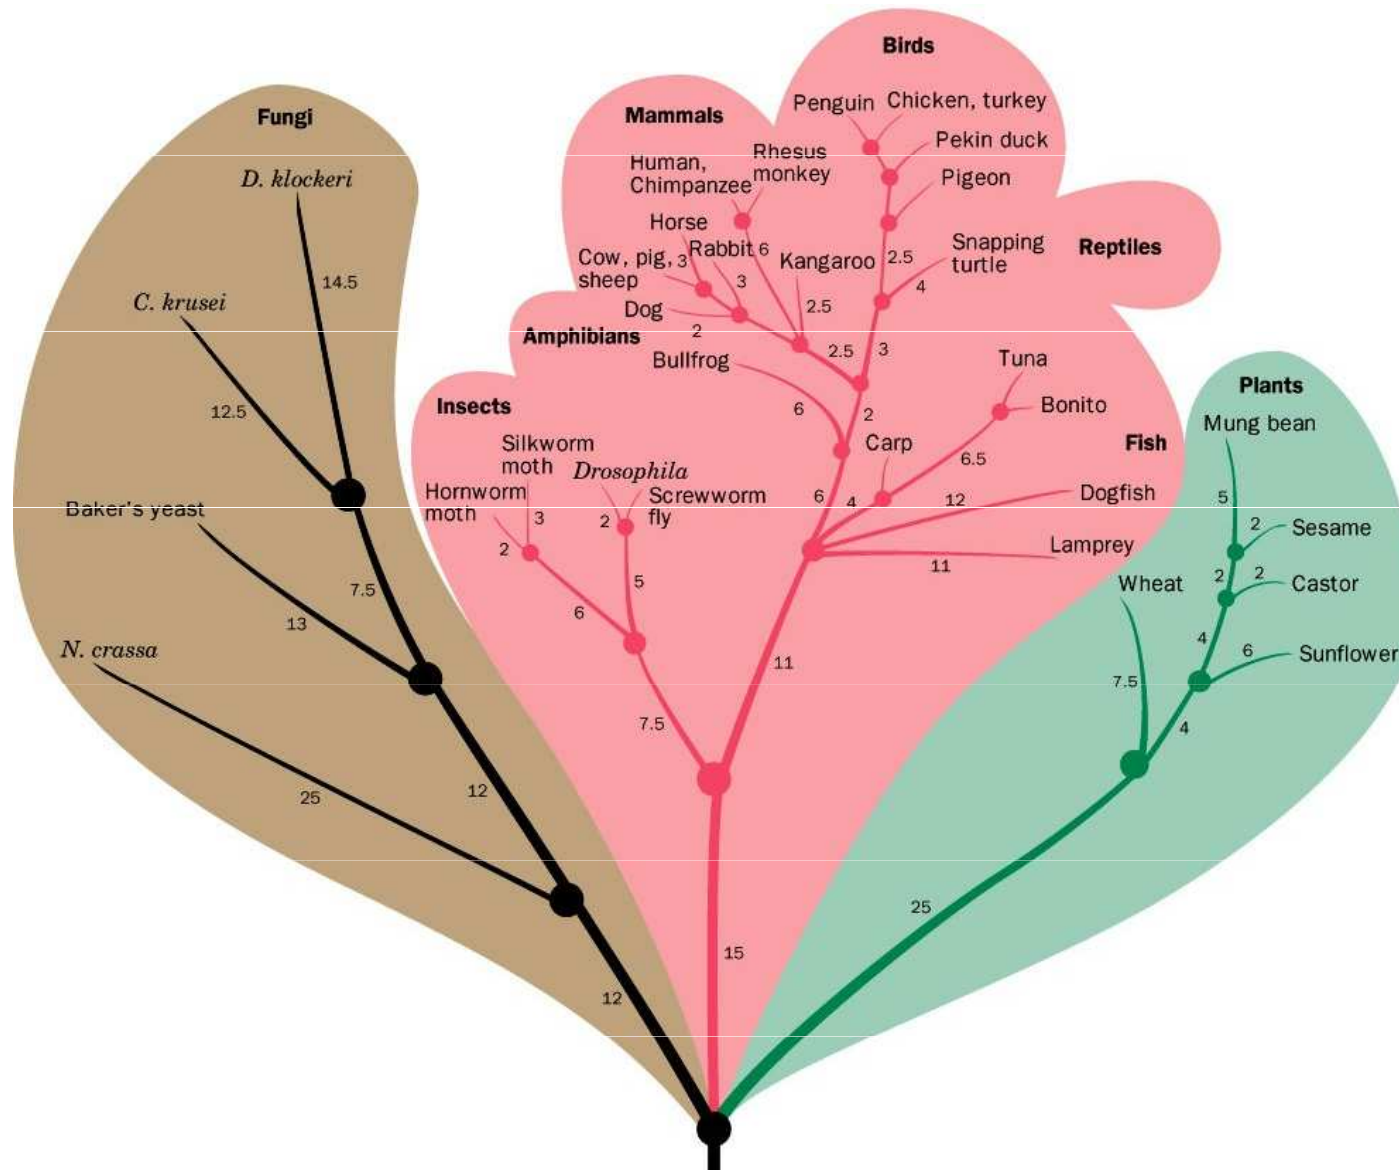 Birds
Penguin
Chicken, turkey
Pekin duck
Pigeon
2.5
Mammals
Human,
Chimpanzee
Rhesus
monkey
6
Horse
3
Rabbit
3
Cow, pig,
sheep
Dog
2
Kangaroo
2.5
2.5
Reptiles
Snapping
turtle
4
3
Amphibians
Bullfrog
6
2
Fish
Tuna
Bonito
6.5
Carp
4
6
Dogfish
12
Lamprey
11
11
Insects
Silkworm
moth
3
Hornworm
moth
2
Drosophila
2
Screwworm
fly
5
6
7.5
15
Fungi
D. klockeri
14.5
C. krusei
12.5
7.5
Baker's yeast
13
N. crassa
25
12
12
Plants
Mung bean
5
Sesame
2
Castor
2
2
4
Sunflower
6
Wheat
7.5
4
25